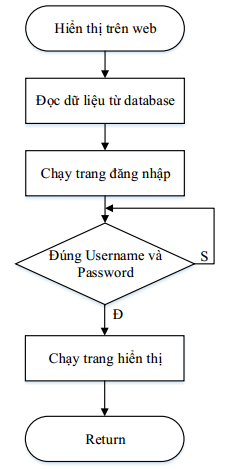 Hiển thị trên web
Đọc dữ liệu từ database
Chạy trang đăng nhập
Đúng Username và
Password
S
Đ
Chạy trang hiển thị
Return